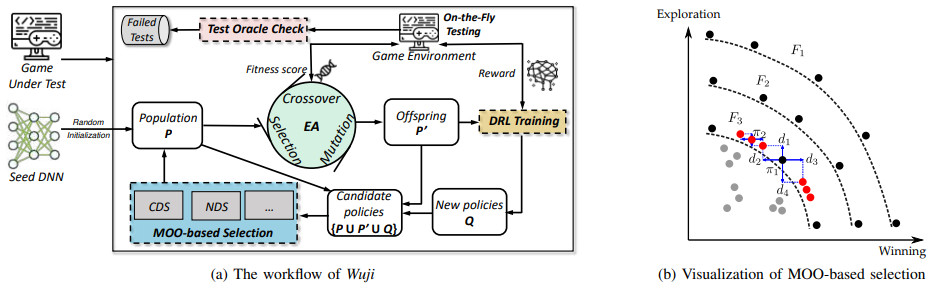 Failed
Tests
Test Oracle Check
On-the-Fly
Testing
Game
Under Test
Fitness score
Game Environment
Reward
Crossover
EA
Selection
Mutation
Random
Initialization
Seed DNN
Population
P
Offspring
P'
DRL Training
CDS
NDS
...
MOO-based Selection
Candidate
policies
{P U P' U Q}
New policies
Q
(a) The workflow of Wuji
Exploration
F1
F2
F3
π2
d1
d2
d3
π1
d4
Winning
(b) Visualization of MOO-based selection